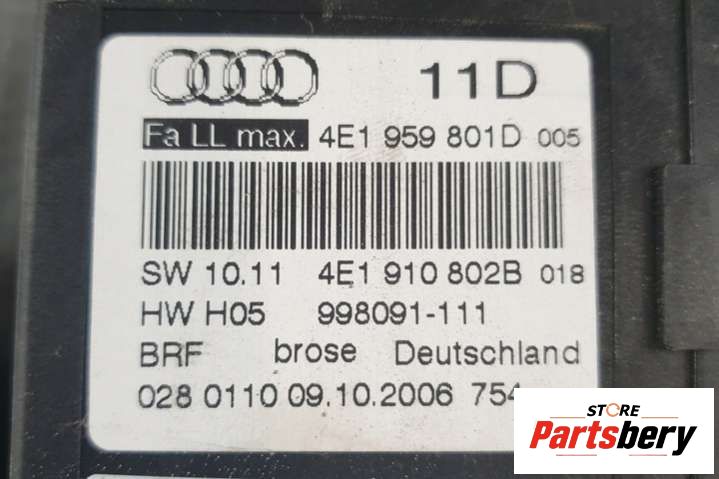 11D
Fa LL max. 4E1 959 801D 005
SW 10.11 4E1 910 802B 018
HW H05 998091-111
BRF brose Deutschland
028 0110 09.10.2006 754
STORE
Partsbery